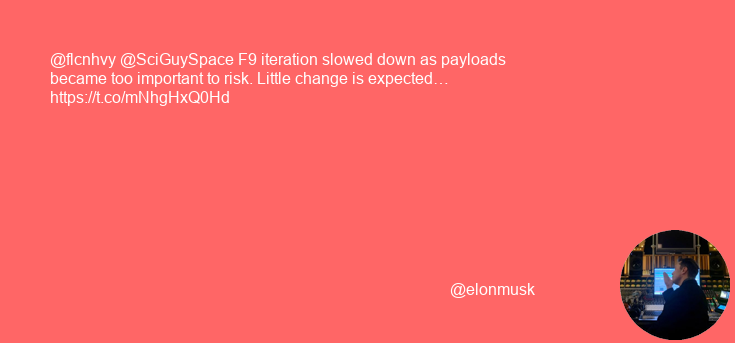 @flcnhvy @SciGuySpace F9 iteration slowed down as payloads
became too important to risk. Little change is expected…
https://t.co/mNhgHxQ0Hd
@elonmusk